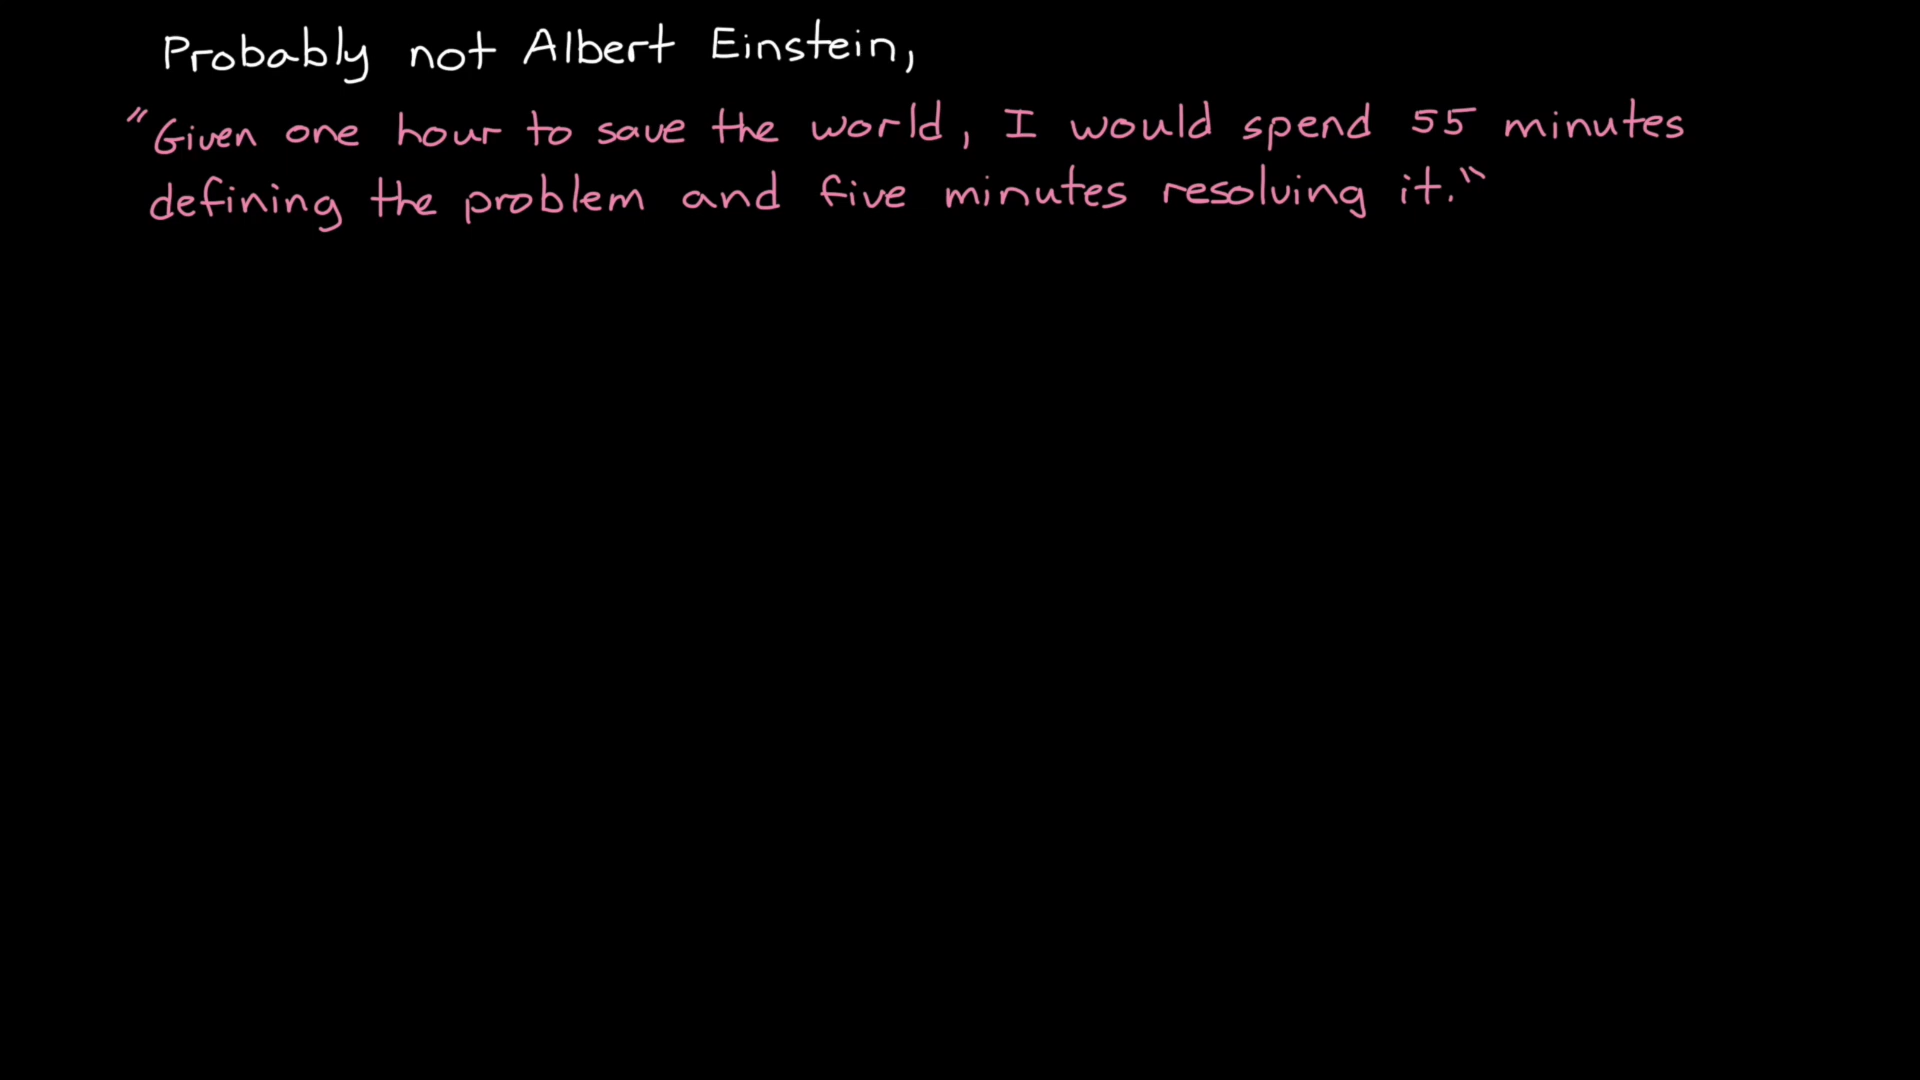 Probably not Albert Einstein,
"Given one hour to save the world, I would spend 55 minutes
defining the problem and five minutes resolving it."